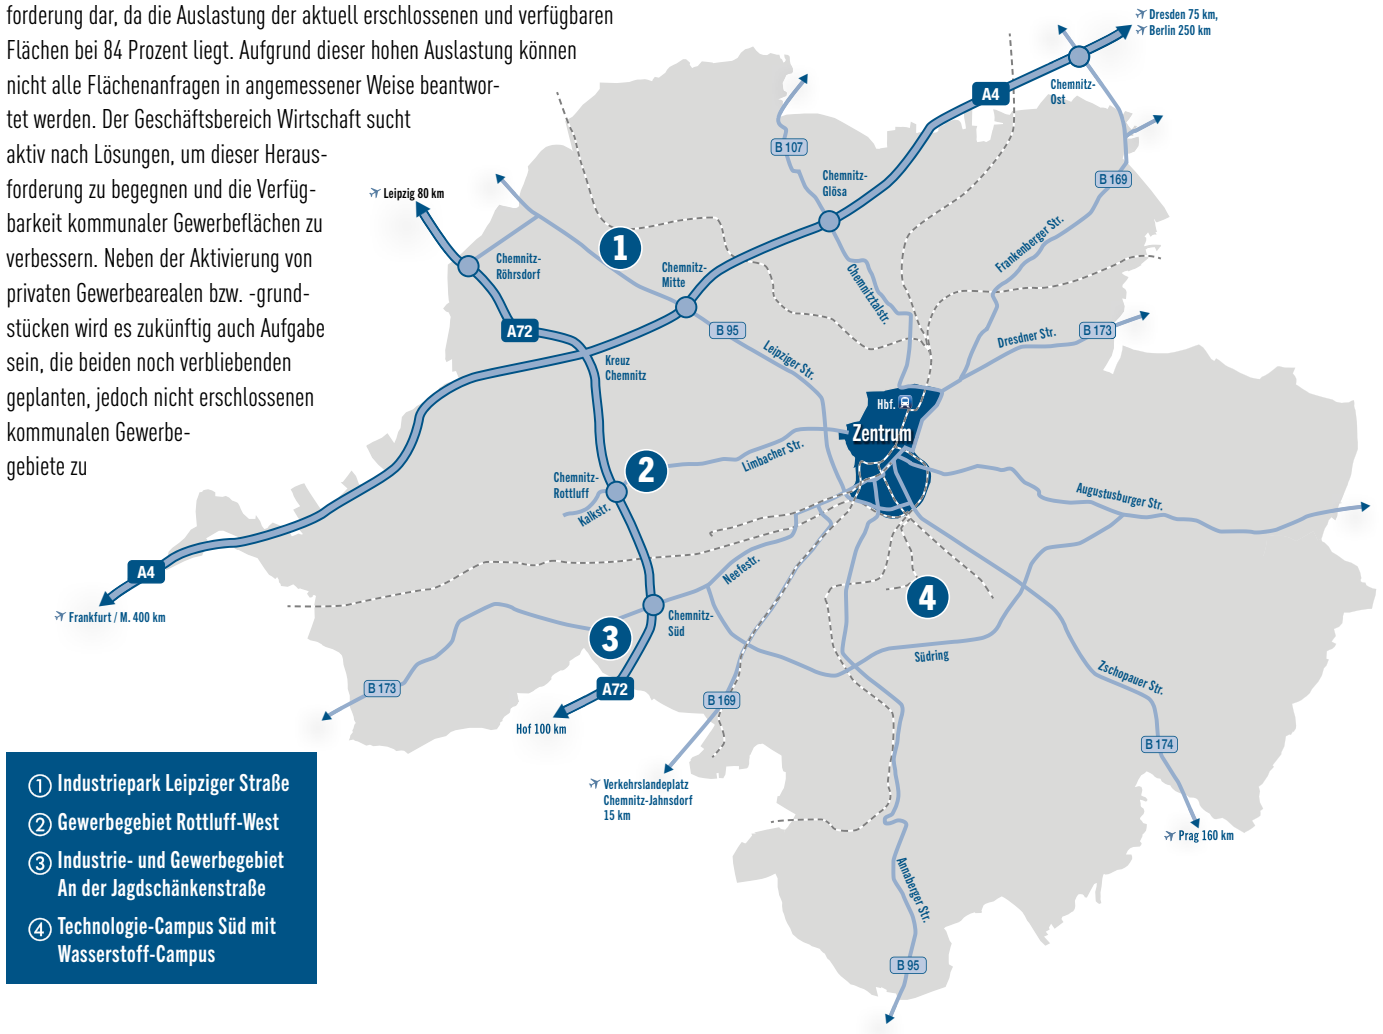 forderung dar, da die Auslastung der aktuell erschlossenen und verfügbaren
Flächen bei 84 Prozent liegt. Aufgrund dieser hohen Auslastung können
nicht alle Flächenanfragen in angemessener Weise beantwor-
tet werden. Der Geschäftsbereich Wirtschaft sucht
aktiv nach Lösungen, um dieser Heraus-
forderung zu begegnen und die Verfüg-
barkeit kommunaler Gewerbeflächen zu
verbessern. Neben der Aktivierung von
privaten Gewerbearealen bzw. -grund-
stücken wird es zukünftig auch Aufgabe
sein, die beiden noch verbliebenden
geplanten, jedoch nicht erschlossenen
kommunalen Gewerbe-
gebiete zu
Dresden 75 km,
Berlin 250 km
Chemnitz-
Ost
A4
B 107
B 169
Chemnitz-
Glösa
Leipzig 80 km
Frankenberger Str.
1
Chemnitz-
Röhrsdorf
Chemnitz-
Mitte
Chemnitztalstr.
A72
B 95
Dresdner Str.
B 173
Leipziger Str.
Kreuz
Chemnitz
Hbf.
Zentrum
Limbacher Str.
2
Chemnitz-
Rottluff
Kalkstr.
Augustusburger Str.
A4
Neefestr.
4
Frankfurt / M. 400 km
Chemnitz-
Süd
3
Südring
Zschopauer Str.
B 173
A72
B 169
Hof 100 km
B 174
Verkehrslandeplatz
Chemnitz-Jahnsdorf
15 km
Prag 160 km
Annaberger Str.
B 95
1 Industriepark Leipziger Straße
2 Gewerbegebiet Rottluff-West
3 Industrie- und Gewerbegebiet
An der Jagdschänkenstraße
4 Technologie-Campus Süd mit
Wasserstoff-Campus